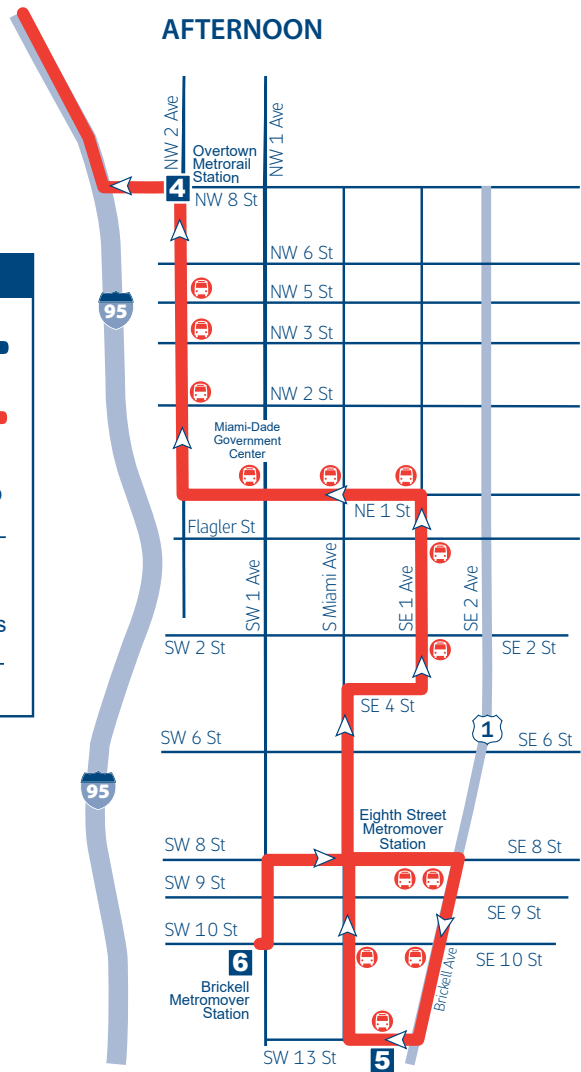 AFTERNOON
NW 2 Ave
NW 1 Ave
Overtown
Metrorail
Station
4
NW 8 St
NW 6 St
95
NW 5 St
NW 3 St
NW 2 St
Miami-Dade
Government
Center
NE 1 St
Flagler St
SW 1 Ave
S Miami Ave
SE 1 Ave
SE 2 Ave
s
SW 2 St
SE 2 St
SE 4 St
SW 6 St
1
SE 6 St
95
Eighth Street
Metromover
Station
SW 8 St
SE 8 St
SW 9 St
SE 9 St
SW 10 St
SE 10 St
Brickell Ave
6
Brickell
Metromover
Station
SW 13 St
5